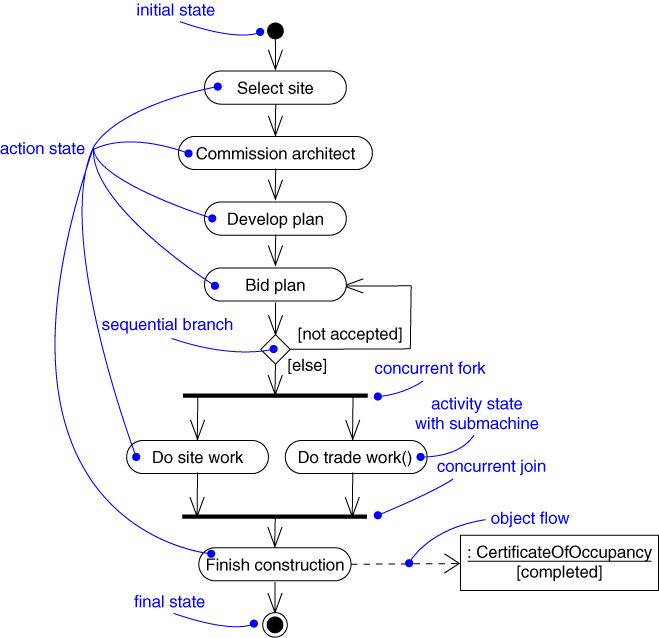 initial state
Select site
action state
Commission architect
Develop plan
Bid plan
sequential branch
[not accepted]
[else]
concurrent fork
activity state
with submachine
Do site work
Do trade work()
concurrent join
object flow
: CertificateOfOccupancy
[completed]
Finish construction
final state